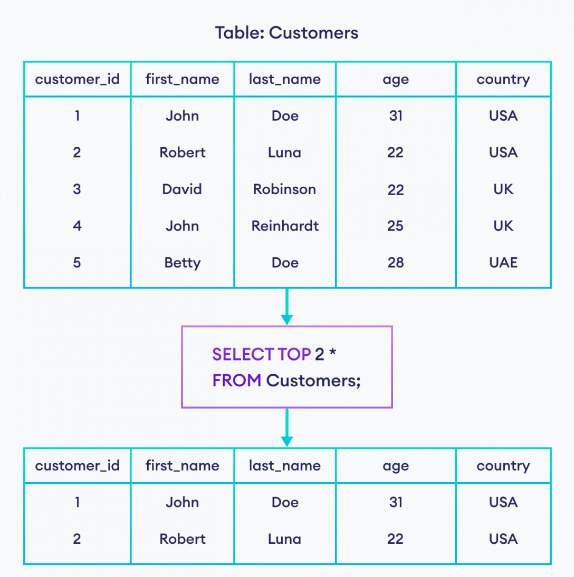 Table: Customers
customer_id first_name last_name age country
1 John Doe 31 USA
2 Robert Luna 22 USA
3 David Robinson 22 UK
4 John Reinhardt 25 UK
5 Betty Doe 28 UAE
SELECT TOP 2 *
FROM Customers;
customer_id first_name last_name age country
1 John Doe 31 USA
2 Robert Luna 22 USA